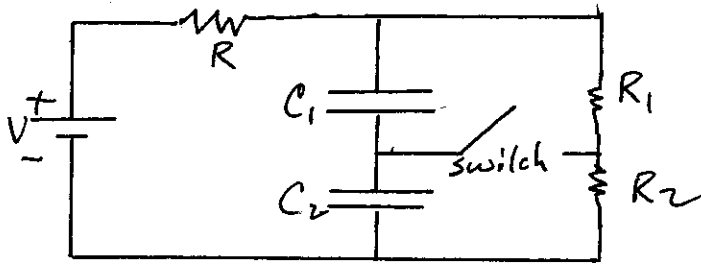 R
C₁
R₁
+
V
-
switch
C₂
R₂